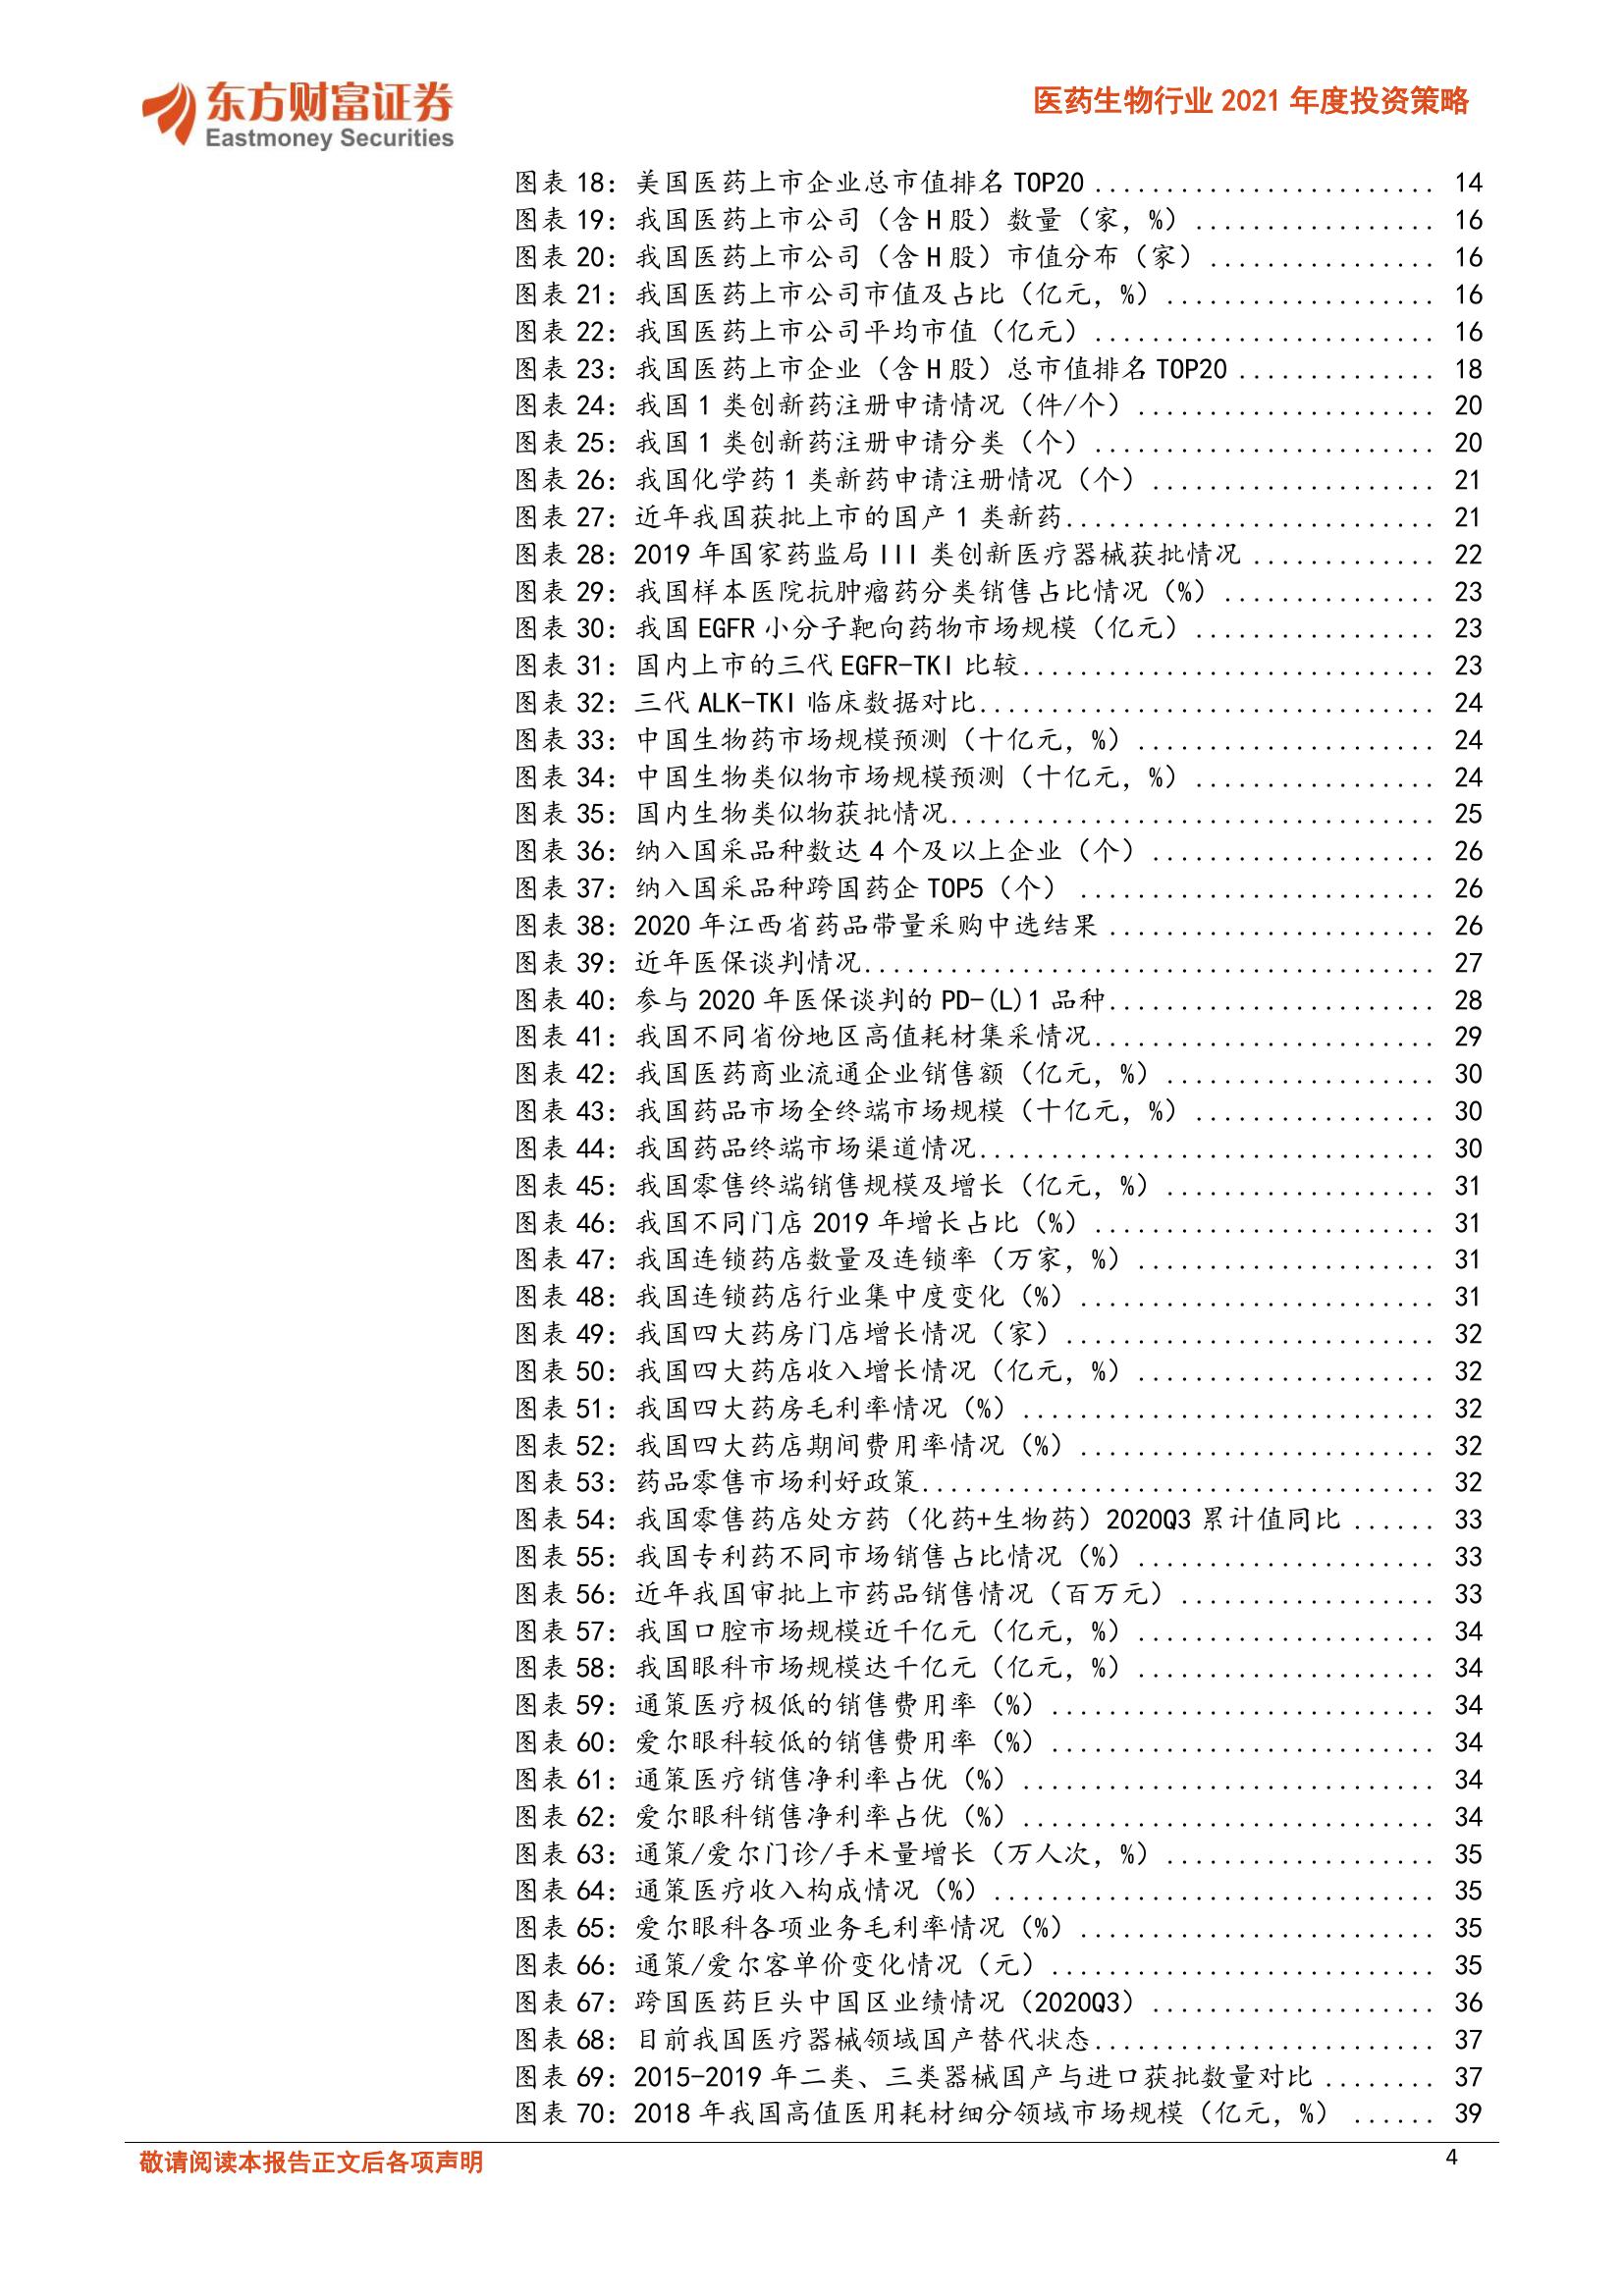 东方财富证券
Eastmoney Securities
医药生物行业 2021 年度投资策略
图表 18：美国医药上市企业总市值排名 TOP20 ........................ 14
图表 19：我国医药上市公司（含 H 股）数量（家，%）................. 16
图表 20：我国医药上市公司（含 H 股）市值分布（家）................ 16
图表 21：我国医药上市公司市值及占比（亿元，%）................... 16
图表 22：我国医药上市公司平均市值（亿元）........................ 16
图表 23：我国医药上市企业（含 H 股）总市值排名 TOP20 .............. 18
图表 24：我国 1 类创新药注册申请情况（件/个）..................... 20
图表 25：我国 1 类创新药注册申请分类（个）........................ 20
图表 26：我国化学药 1 类新药申请注册情况（个）.................... 21
图表 27：近年我国获批上市的国产 1 类新药.......................... 21
图表 28：2019 年国家药监局 III 类创新医疗器械获批情况 ............. 22
图表 29：我国样本医院抗肿瘤药分类销售占比情况（%）............... 23
图表 30：我国 EGFR 小分子靶向药物市场规模（亿元）................. 23
图表 31：国内上市的三代 EGFR-TKI 比较............................. 23
图表 32：三代 ALK-TKI 临床数据对比................................ 24
图表 33：中国生物药市场规模预测（十亿元，%）..................... 24
图表 34：中国生物类似物市场规模预测（十亿元，%）................. 24
图表 35：国内生物类似物获批情况.................................. 25
图表 36：纳入国采品种数达 4 个及以上企业（个）.................... 26
图表 37：纳入国采品种跨国药企 TOP5（个） ......................... 26
图表 38：2020 年江西省药品带量采购中选结果 ....................... 26
图表 39：近年医保谈判情况........................................ 27
图表 40：参与 2020 年医保谈判的 PD-(L)1 品种....................... 28
图表 41：我国不同省份地区高值耗材集采情况........................ 29
图表 42：我国医药商业流通企业销售额（亿元，%）................... 30
图表 43：我国药品市场全终端市场规模（十亿元，%）................. 30
图表 44：我国药品终端市场渠道情况................................ 30
图表 45：我国零售终端销售规模及增长（亿元，%）................... 31
图表 46：我国不同门店 2019 年增长占比（%）........................ 31
图表 47：我国连锁药店数量及连锁率（万家，%）..................... 31
图表 48：我国连锁药店行业集中度变化（%）......................... 31
图表 49：我国四大药房门店增长情况（家）.......................... 32
图表 50：我国四大药店收入增长情况（亿元，%）..................... 32
图表 51：我国四大药房毛利率情况（%）............................. 32
图表 52：我国四大药店期间费用率情况（%）......................... 32
图表 53：药品零售市场利好政策.................................... 32
图表 54：我国零售药店处方药（化药+生物药）2020Q3 累计值同比 ...... 33
图表 55：我国专利药不同市场销售占比情况（%）..................... 33
图表 56：近年我国审批上市药品销售情况（百万元）.................. 33
图表 57：我国口腔市场规模近千亿元（亿元，%）..................... 34
图表 58：我国眼科市场规模达千亿元（亿元，%）..................... 34
图表 59：通策医疗极低的销售费用率（%）........................... 34
图表 60：爱尔眼科较低的销售费用率（%）........................... 34
图表 61：通策医疗销售净利率占优（%）............................. 34
图表 62：爱尔眼科销售净利率占优（%）............................. 34
图表 63：通策/爱尔门诊/手术量增长（万人次，%）................... 35
图表 64：通策医疗收入构成情况（%）............................... 35
图表 65：爱尔眼科各项业务毛利率情况（%）......................... 35
图表 66：通策/爱尔客单价变化情况（元）........................... 35
图表 67：跨国医药巨头中国区业绩情况（2020Q3）.................... 36
图表 68：目前我国医疗器械领域国产替代状态........................ 37
图表 69：2015-2019 年二类、三类器械国产与进口获批数量对比 ........ 37
图表 70：2018 年我国高值医用耗材细分领域市场规模（亿元，%） ...... 39
敬请阅读本报告正文后各项声明
4